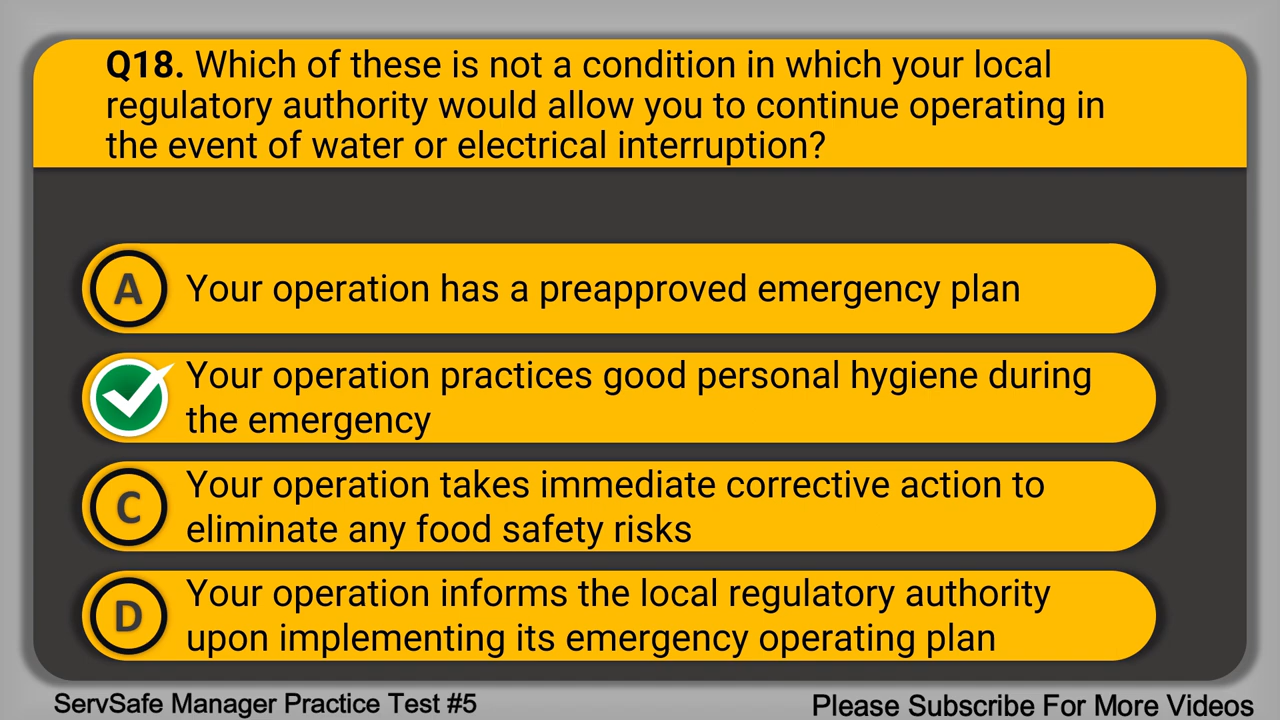 Q18. Which of these is not a condition in which your local
regulatory authority would allow you to continue operating in
the event of water or electrical interruption?
A Your operation has a preapproved emergency plan
Your operation practices good personal hygiene during
the emergency
C Your operation takes immediate corrective action to
eliminate any food safety risks
D Your operation informs the local regulatory authority
upon implementing its emergency operating plan
ServSafe Manager Practice Test #5
Please Subscribe For More Videos